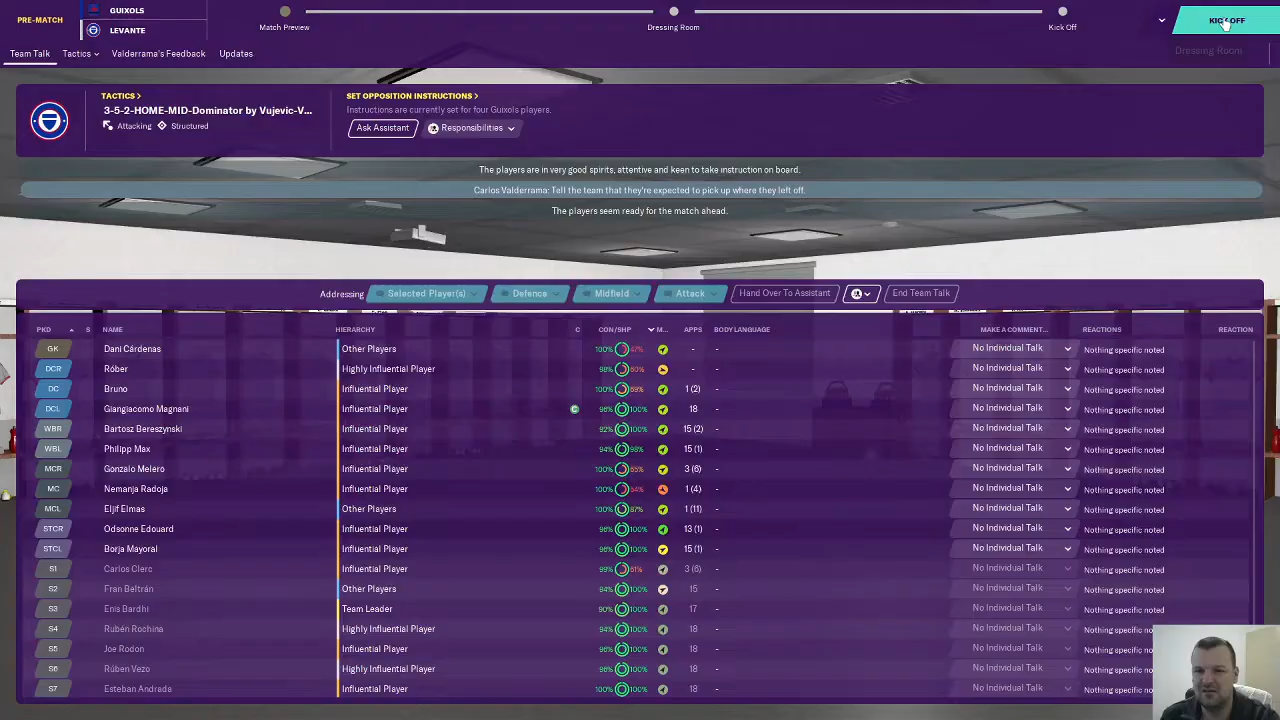 PRE-MATCH
GUIXOLS
LEVANTE
Match Preview
Dressing Room
Kick Off
KICK OFF
Dressing Room
Team Talk Tactics Valderrama's Feedback Updates
TACTICS >
3-5-2-HOME-MID-Dominator by Vujevic-V...
Attacking Structured
SET OPPOSITION INSTRUCTIONS >
Instructions are currently set for four Guixols players.
Ask Assistant Responsibilities
The players are in very good spirits, attentive and keen to take instruction on board.
Carlos Valderrama: Tell the team that they're expected to pick up where they left off.
The players seem ready for the match ahead.
Addressing Selected Player(s) Defence Midfield Attack Hand Over To Assistant End Team Talk
PKD S NAME HIERARCHY C CON/SHP M... APPS BODY LANGUAGE MAKE A COMMENT... REACTIONS REACTION
GK Dani Cárdenas Other Players 100% 47% - - No Individual Talk Nothing specific noted
DCR Róber Highly Influential Player 98% 60% - - No Individual Talk Nothing specific noted
DC Bruno Influential Player 100% 69% 1 (2) - No Individual Talk Nothing specific noted
DCL Giangiacomo Magnani Influential Player C 96% 100% 18 - No Individual Talk Nothing specific noted
WBR Bartosz Bereszynski Influential Player 92% 100% 15 (2) - No Individual Talk Nothing specific noted
WBL Philipp Max Influential Player 94% 98% 15 (1) - No Individual Talk Nothing specific noted
MCR Gonzalo Melero Influential Player 100% 65% 3 (6) - No Individual Talk Nothing specific noted
MC Nemanja Radoja Influential Player 100% 54% 1 (4) - No Individual Talk Nothing specific noted
MCL Eljif Elmas Other Players 100% 87% 1 (11) - No Individual Talk Nothing specific noted
STCR Odsonne Edouard Influential Player 96% 100% 13 (1) - No Individual Talk Nothing specific noted
STCL Borja Mayoral Influential Player 96% 100% 15 (1) - No Individual Talk Nothing specific noted
S1 Carlos Clerc Influential Player 99% 61% 3 (6) - No Individual Talk Nothing specific noted
S2 Fran Beltrán Other Players 94% 100% 15 - No Individual Talk Nothing specific noted
S3 Enis Bardhi Team Leader 90% 100% 17 - No Individual Talk Nothing specific noted
S4 Rubén Rochina Highly Influential Player 94% 100% 18 - No Individual Talk Nothing specific noted
S5 Joe Rodon Influential Player 96% 100% 18 - No Individual Talk Nothing specific noted
S6 Rúben Vezo Highly Influential Player 96% 100% 18 - No Individual Talk Nothing specific noted
S7 Esteban Andrada Influential Player 100% 100% 18 - No Individual Talk Nothing specific noted